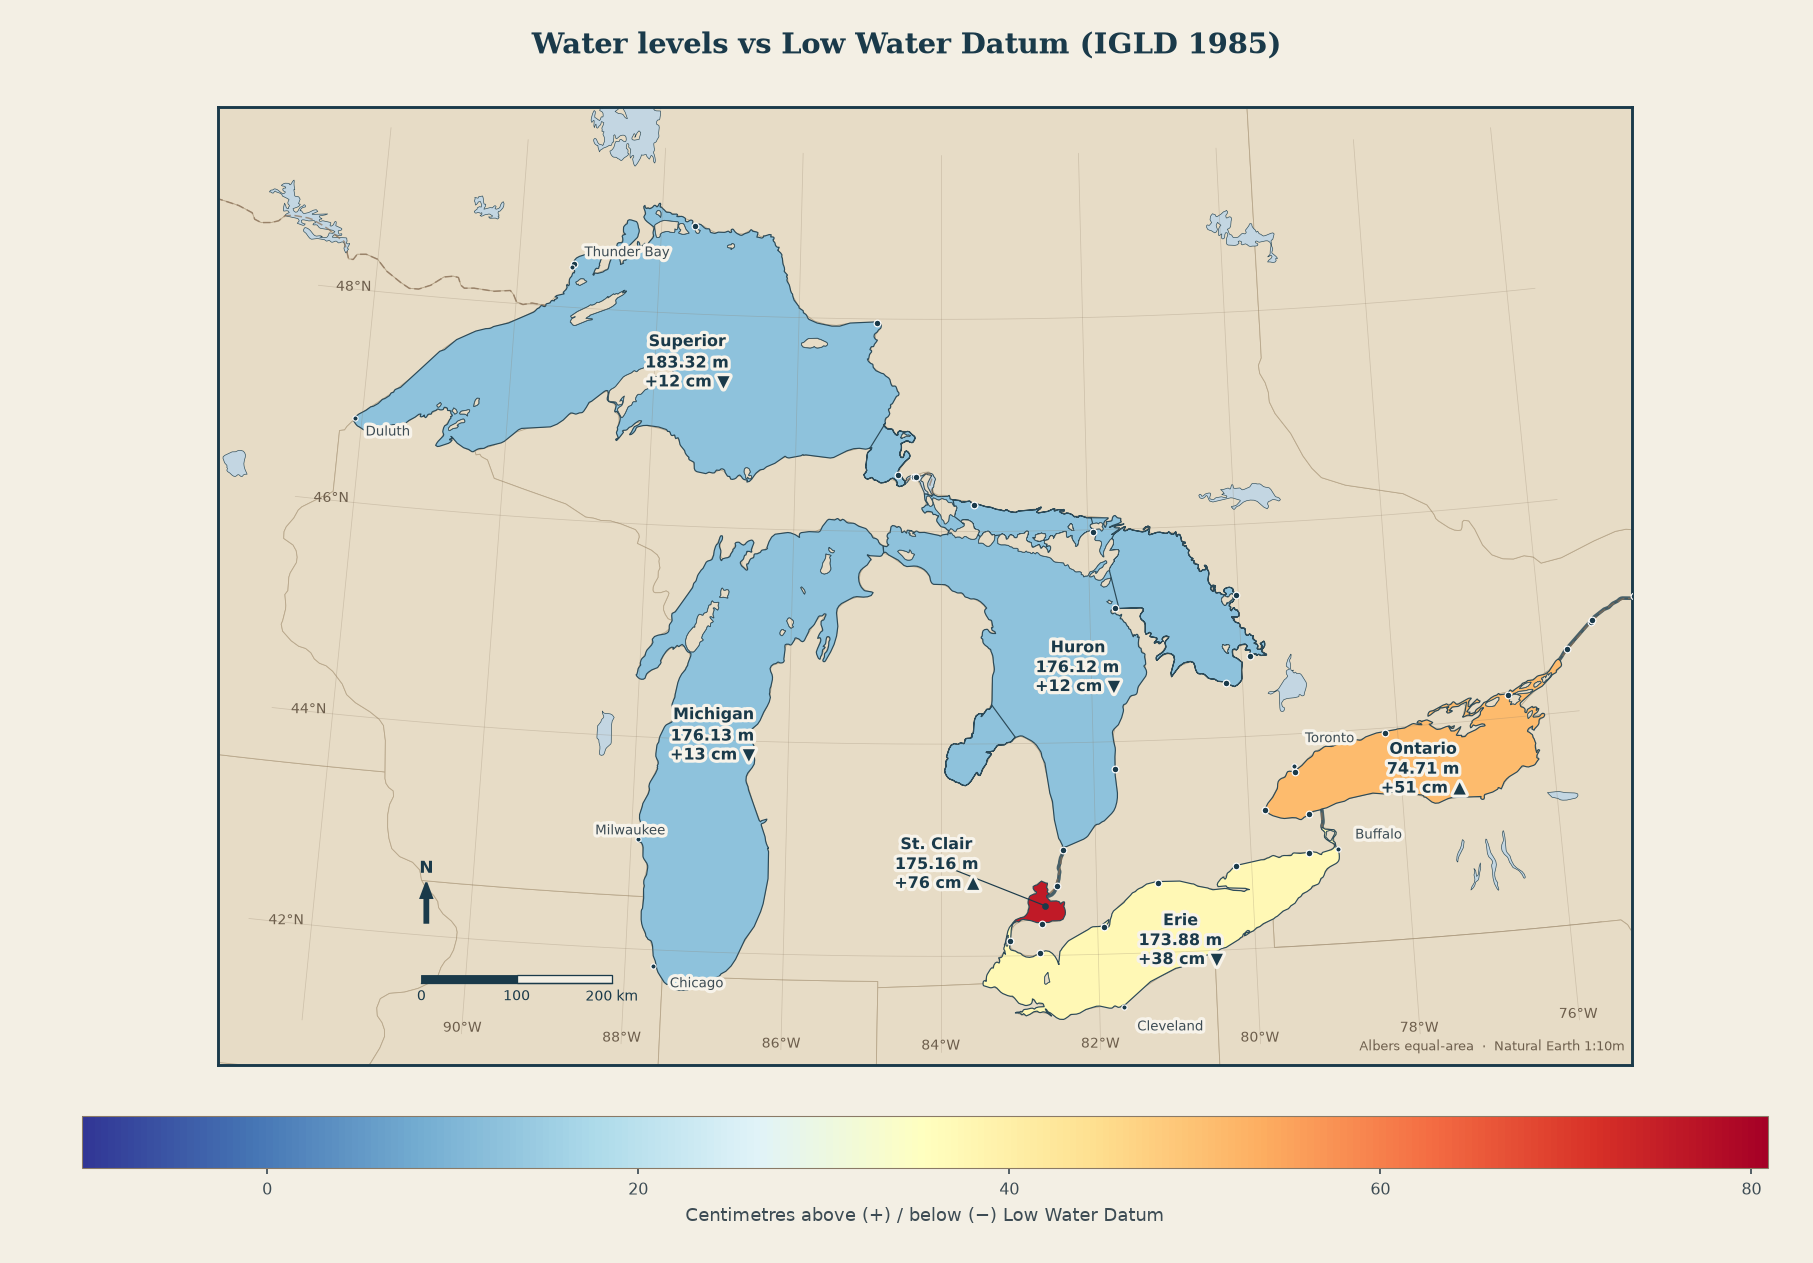 Water levels vs Low Water Datum (IGLD 1985)
Thunder Bay
48°N
Superior
183.32 m
+12 cm ▼
Duluth
46°N
Huron
176.12 m
+12 cm ▼
44°N
Michigan
176.13 m
+13 cm ▼
Toronto
Ontario
74.71 m
+51 cm ▲
Milwaukee
Buffalo
St. Clair
175.16 m
+76 cm ▲
N
42°N
Erie
173.88 m
+38 cm ▼
Chicago
0 100 200 km
Cleveland
90°W 88°W 86°W 84°W 82°W 80°W 78°W 76°W
Albers equal-area · Natural Earth 1:10m
0 20 40 60 80
Centimetres above (+) / below (−) Low Water Datum